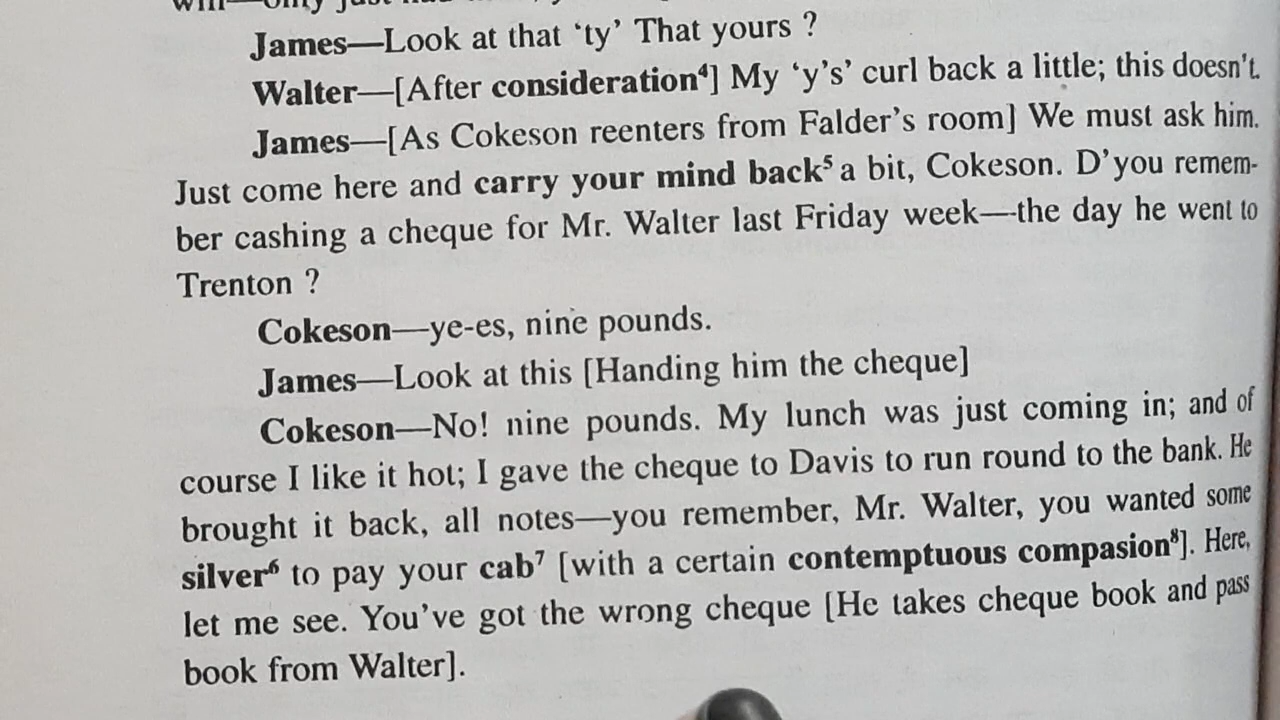 James—Look at that ‘ty’ That yours ?
Walter—[After consideration⁴] My ‘y’s’ curl back a little; this doesn't.
James—[As Cokeson reenters from Falder’s room] We must ask him.
Just come here and carry your mind back⁵ a bit, Cokeson. D’you remem-
ber cashing a cheque for Mr. Walter last Friday week—the day he went to
Trenton ?
Cokeson—ye-es, nine pounds.
James—Look at this [Handing him the cheque]
Cokeson—No! nine pounds. My lunch was just coming in; and of
course I like it hot; I gave the cheque to Davis to run round to the bank. He
brought it back, all notes—you remember, Mr. Walter, you wanted some
silver⁶ to pay your cab⁷ [with a certain contemptuous compasion⁸]. Here,
let me see. You’ve got the wrong cheque [He takes cheque book and pass
book from Walter].